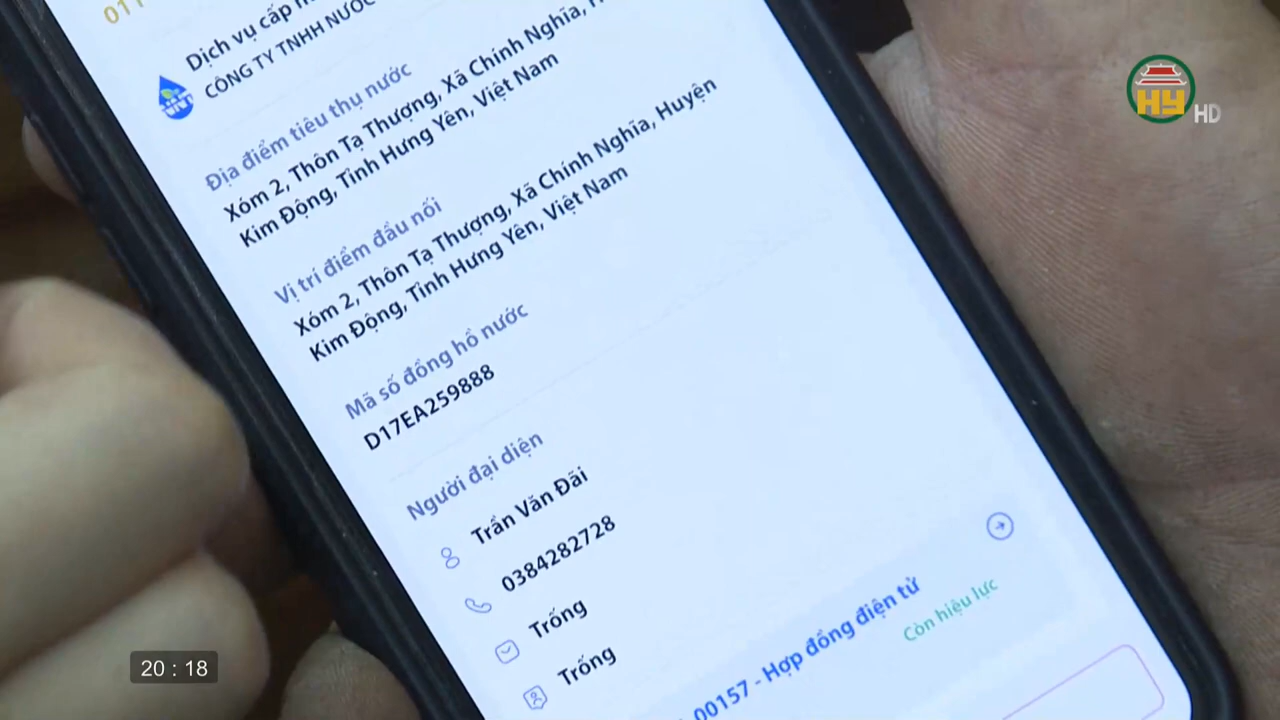 011
Dịch vụ cấp
CÔNG TY TNHH NƯỚC
Địa điểm tiêu thụ nước
Xóm 2, Thôn Tạ Thượng, Xã Chính Nghĩa,
Kim Động, Tỉnh Hưng Yên, Việt Nam
Vị trí điểm đầu nối
Xóm 2, Thôn Tạ Thượng, Xã Chính Nghĩa, Huyện
Kim Động, Tỉnh Hưng Yên, Việt Nam
Mã số đồng hồ nước
D17EA259888
Người đại diện
Trần Văn Đãi
0384282728
Trống
Trống
00157 - Hợp đồng điện tử
Còn hiệu lực
HY HD
20 : 18